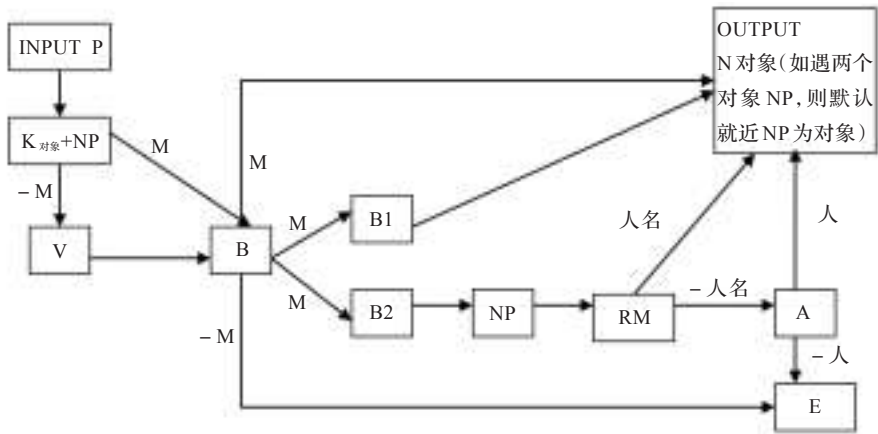 INPUT P
K对象+NP
M
－M
V
M
B
－M
M
M
B1
B2
NP
RM
人名
－人名
A
人
－人
E
OUTPUT
N对象(如遇两个
对象NP,则默认
就近NP为对象)